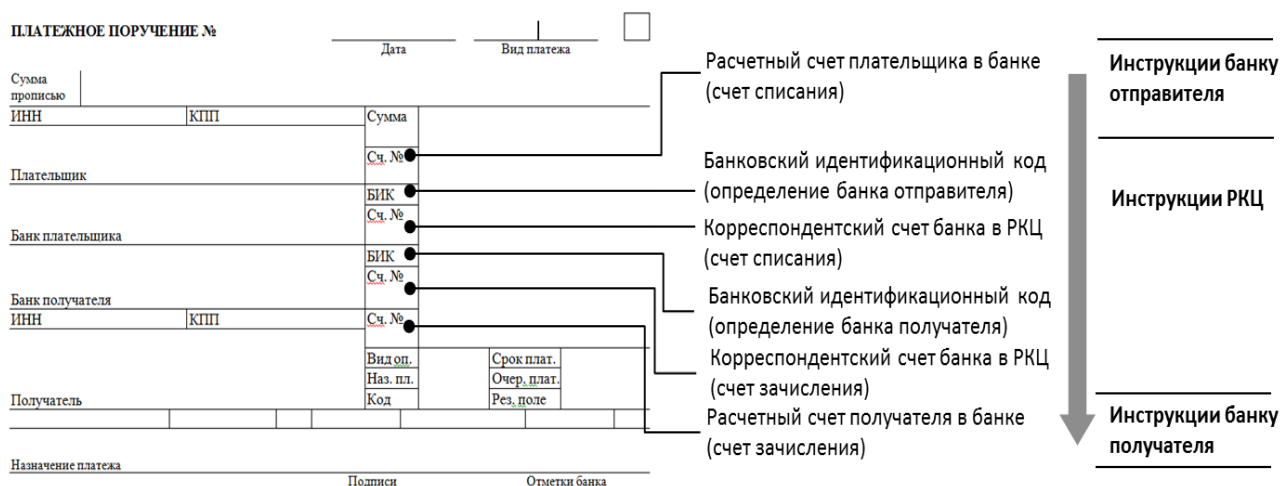 ПЛАТЕЖНОЕ ПОРУЧЕНИЕ №
Дата
Вид платежа
Сумма
прописью
ИНН
КПП
Сумма
Сч. №
Плательщик
БИК
Сч. №
Банк плательщика
БИК
Сч. №
Банк получателя
ИНН
КПП
Сч. №
Вид оп.
Срок плат.
Наз. пл.
Очер. плат.
Получатель
Код
Рез. поле
Назначение платежа
Подписи
Отметки банка
Расчетный счет плательщика в банке
(счет списания)
Банковский идентификационный код
(определение банка отправителя)
Корреспондентский счет банка в РКЦ
(счет списания)
Банковский идентификационный код
(определение банка получателя)
Корреспондентский счет банка в РКЦ
(счет зачисления)
Расчетный счет получателя в банке
(счет зачисления)
Инструкции банку
отправителя
Инструкции РКЦ
Инструкции банку
получателя